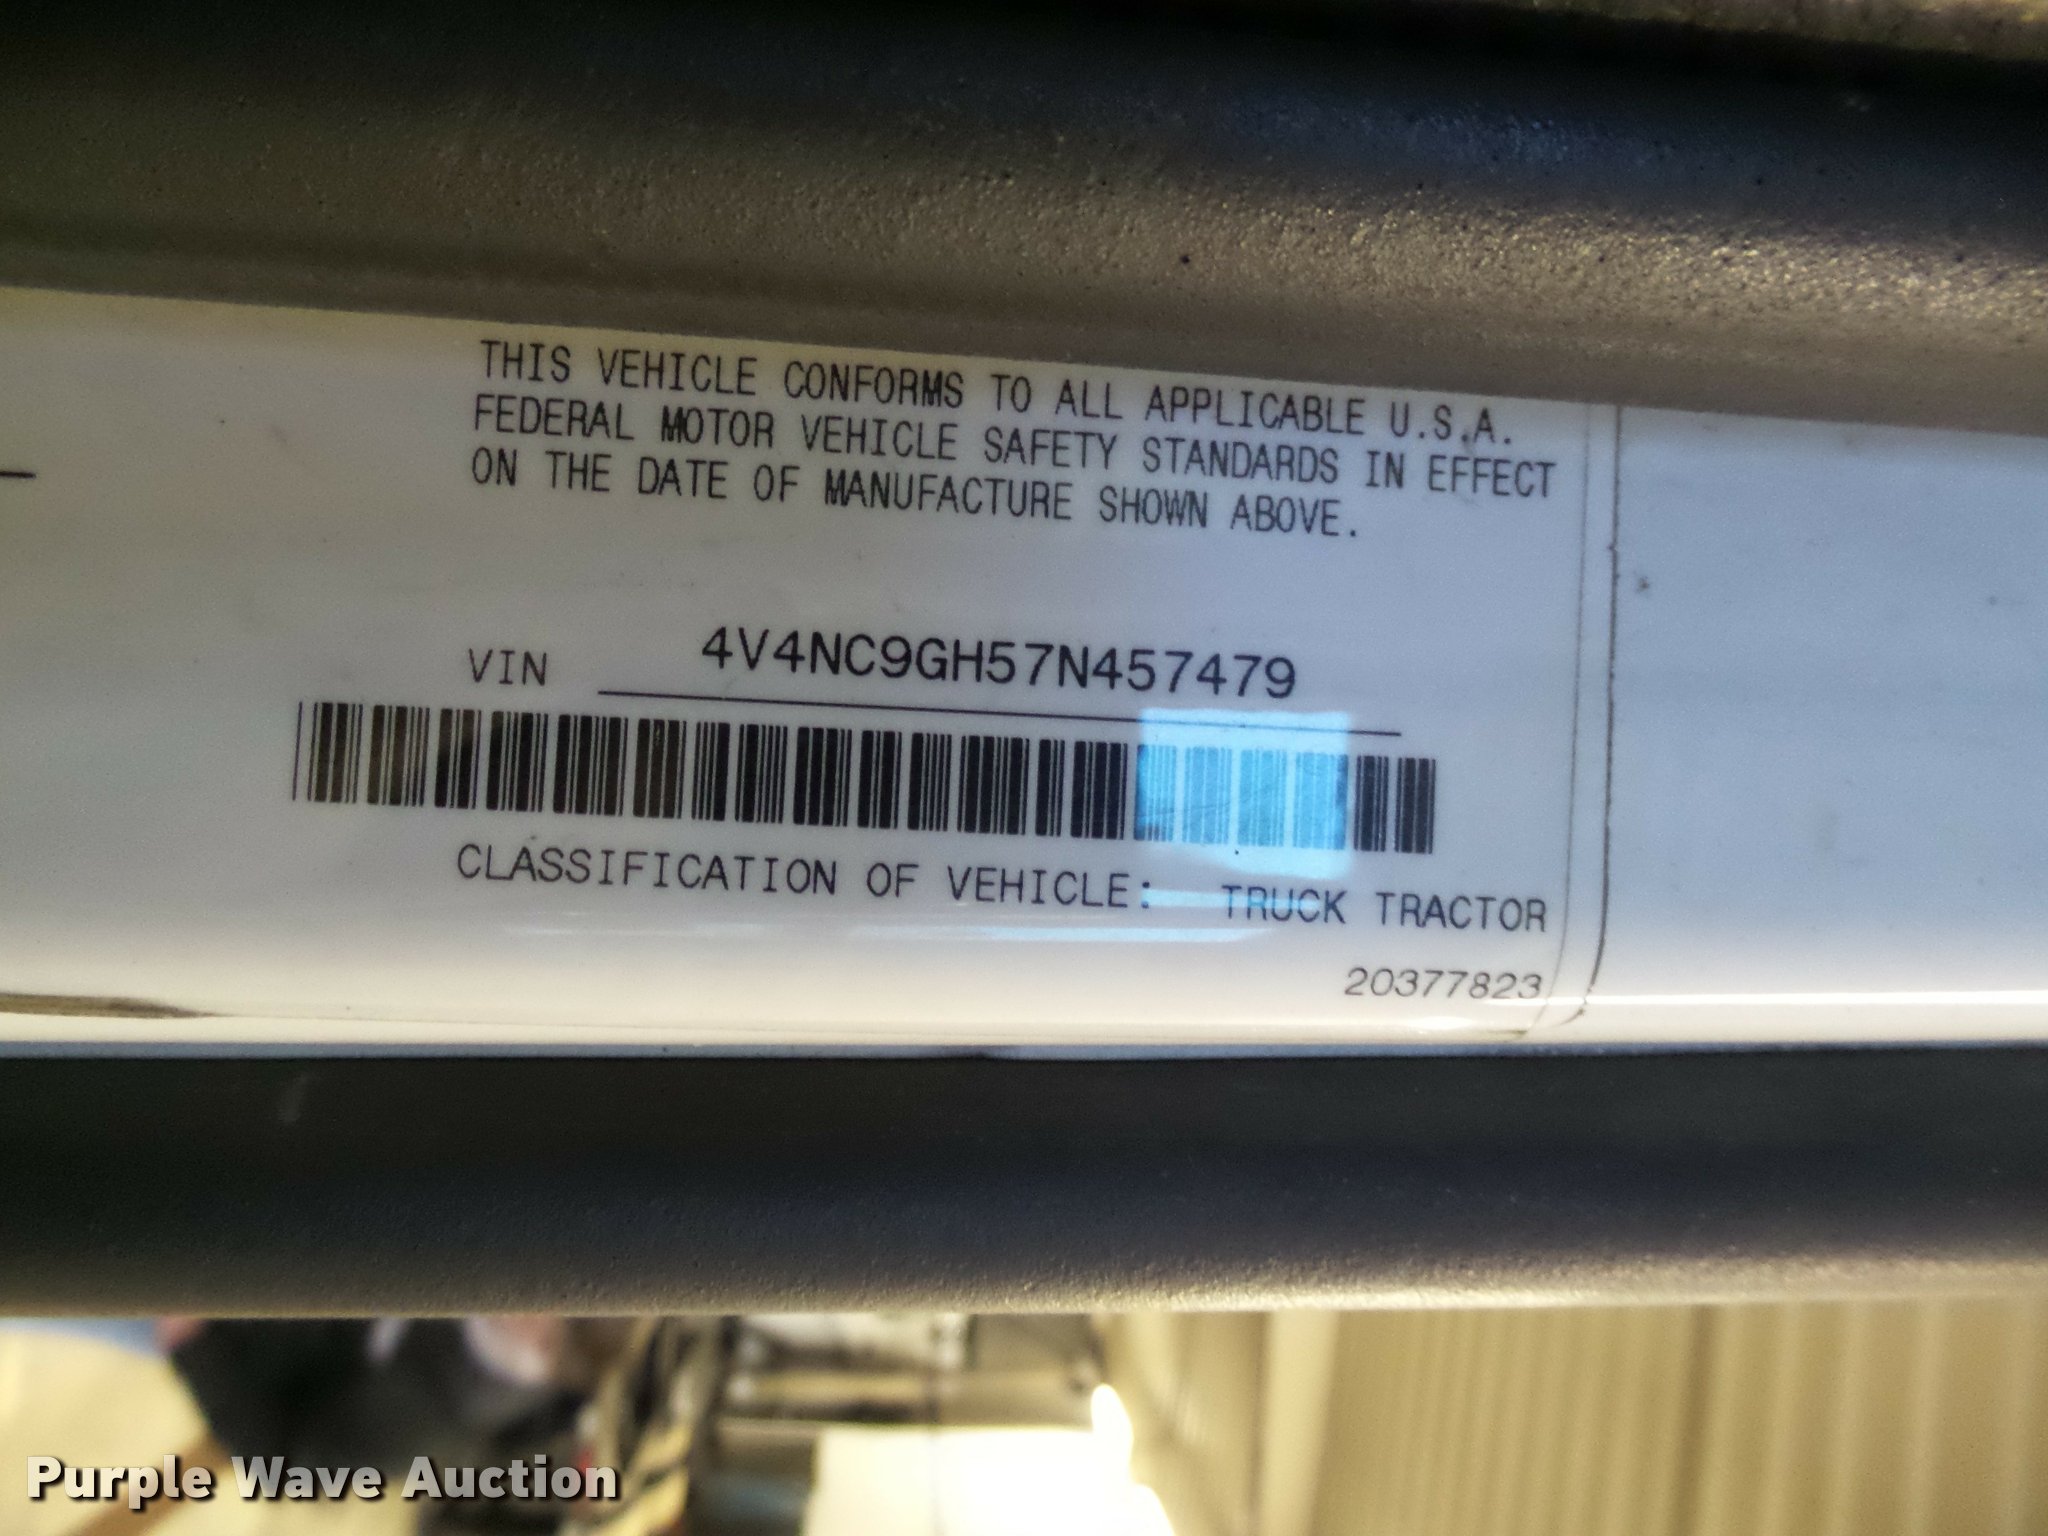 THIS VEHICLE CONFORMS TO ALL APPLICABLE U.S.A.
FEDERAL MOTOR VEHICLE SAFETY STANDARDS IN EFFECT
ON THE DATE OF MANUFACTURE SHOWN ABOVE.
VIN 4V4NC9GH57N457479
CLASSIFICATION OF VEHICLE: TRUCK TRACTOR
20377823
Purple Wave Auction